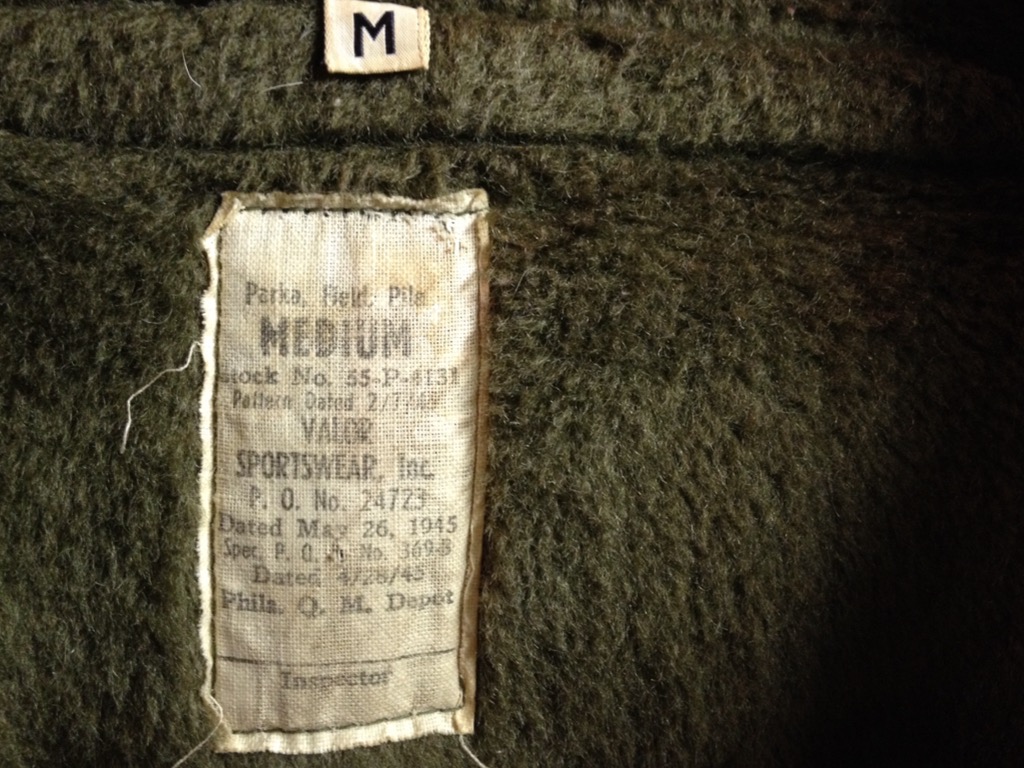 M
Parka, Field, Pile
MEDIUM
Stock No. 55-P-4131
Pattern Dated
VALOR
SPORTSWEAR, Inc.
P. O. No. 24723
Dated May 26, 1945
Spec. P. Q. No. 369-B
Dated 4/28/45
Phila. Q. M. Depot
Inspector